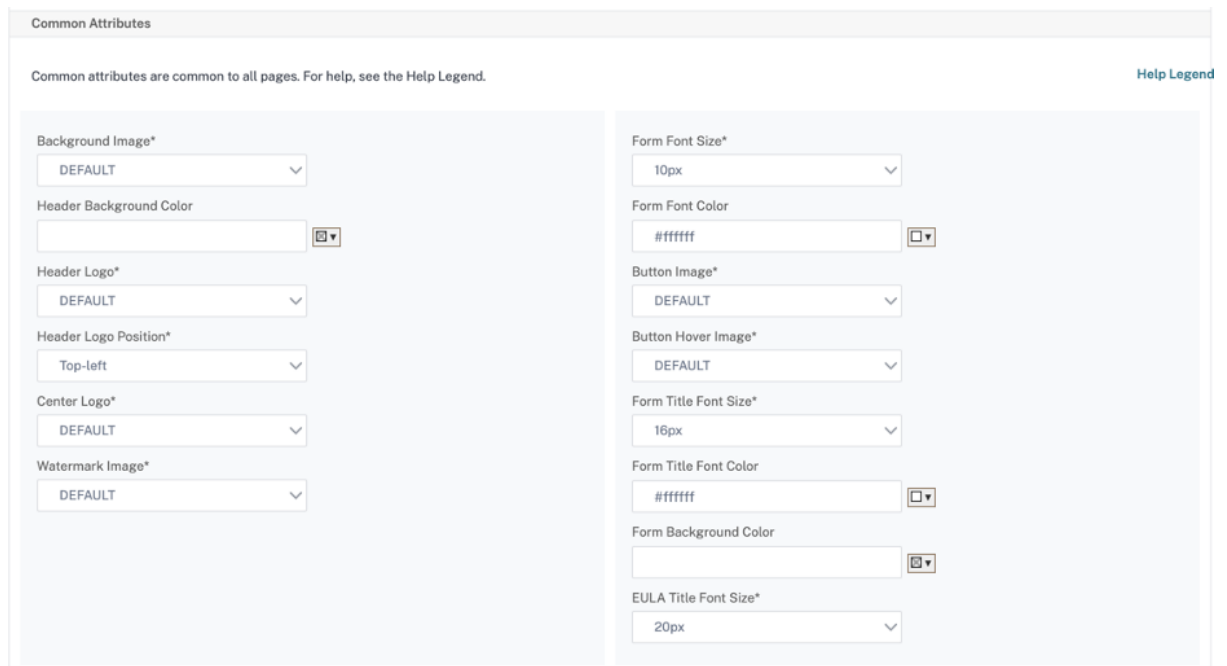 Common Attributes
Common attributes are common to all pages. For help, see the Help Legend.
Help Legend
Background Image*
DEFAULT
Header Background Color
Header Logo*
DEFAULT
Header Logo Position*
Top-left
Center Logo*
DEFAULT
Watermark Image*
DEFAULT
Form Font Size*
10px
Form Font Color
#ffffff
Button Image*
DEFAULT
Button Hover Image*
DEFAULT
Form Title Font Size*
16px
Form Title Font Color
#ffffff
Form Background Color
EULA Title Font Size*
20px